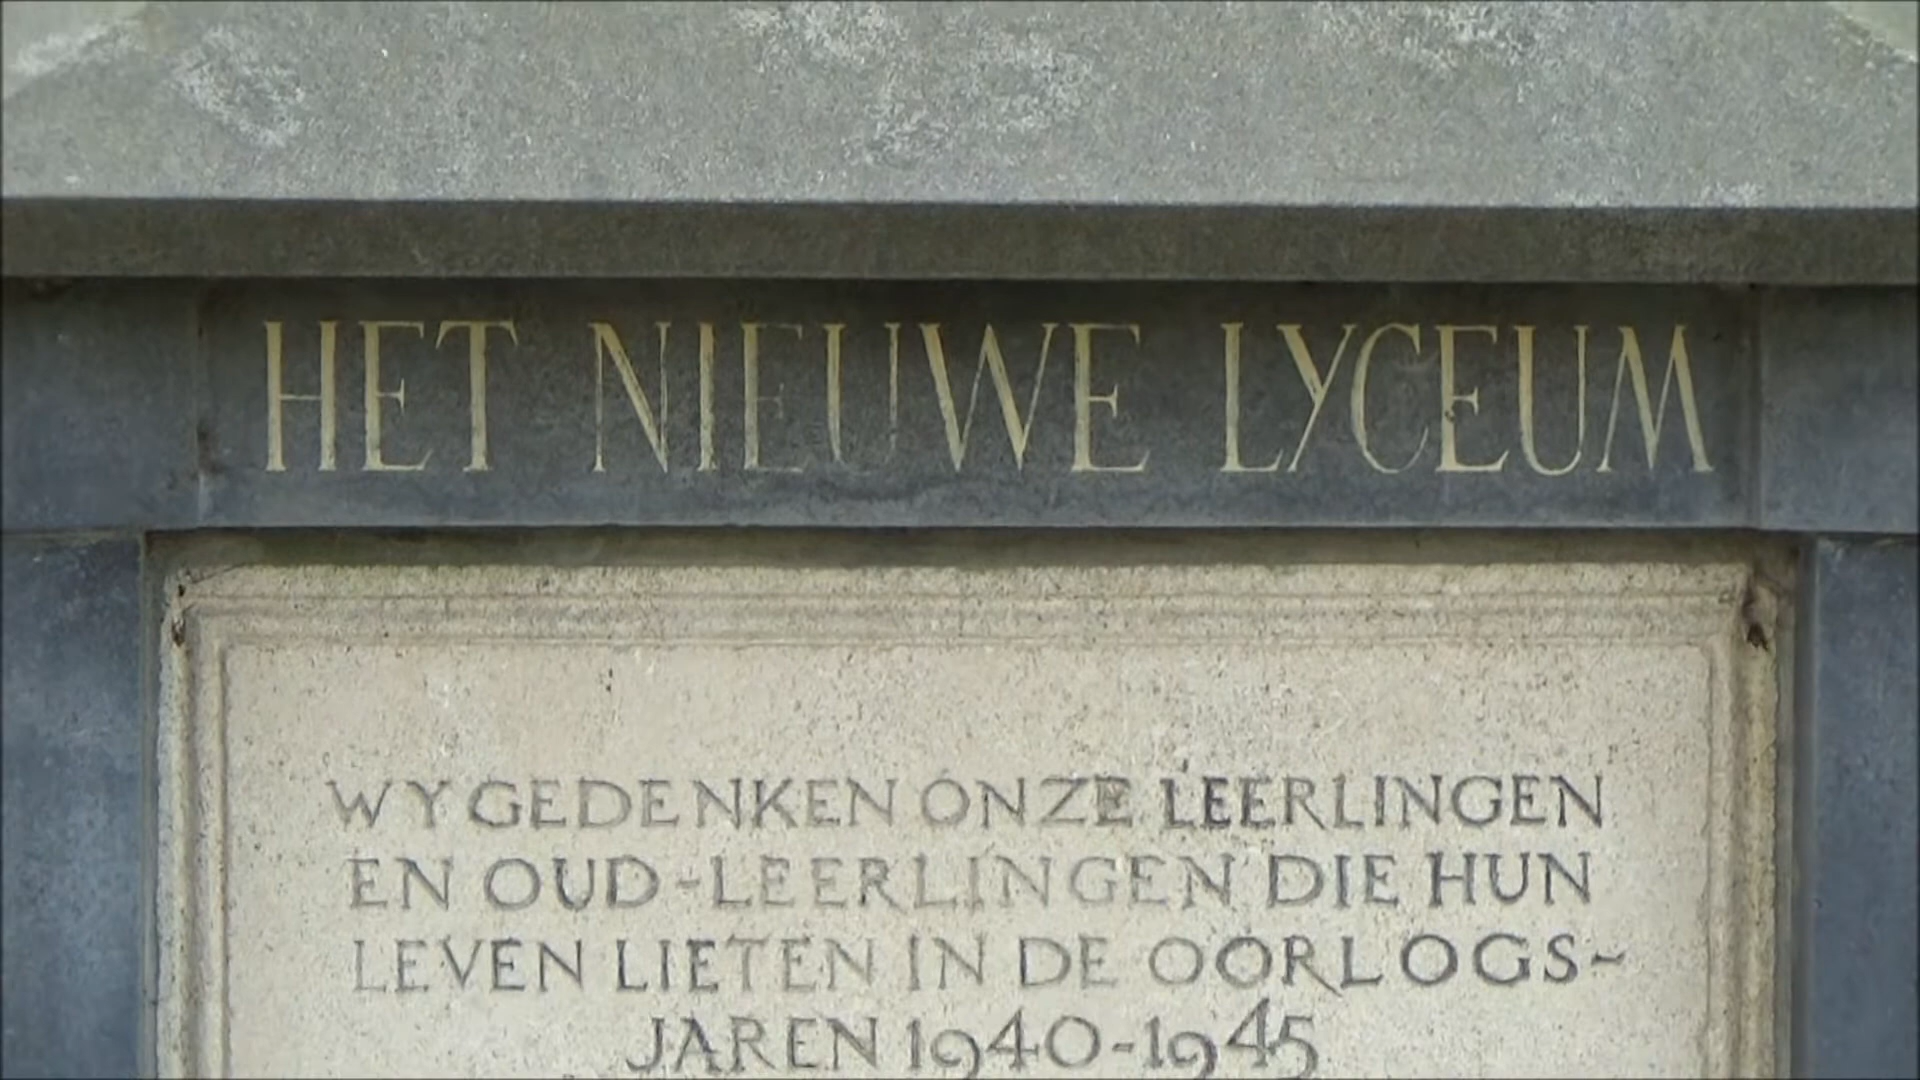 HET NIEUWE LYCEUM
WY GEDENKEN ONZE LEERLINGEN
EN OUD-LEERLINGEN DIE HUN
LEVEN LIETEN IN DE OORLOGS-
JAREN 1940-1945